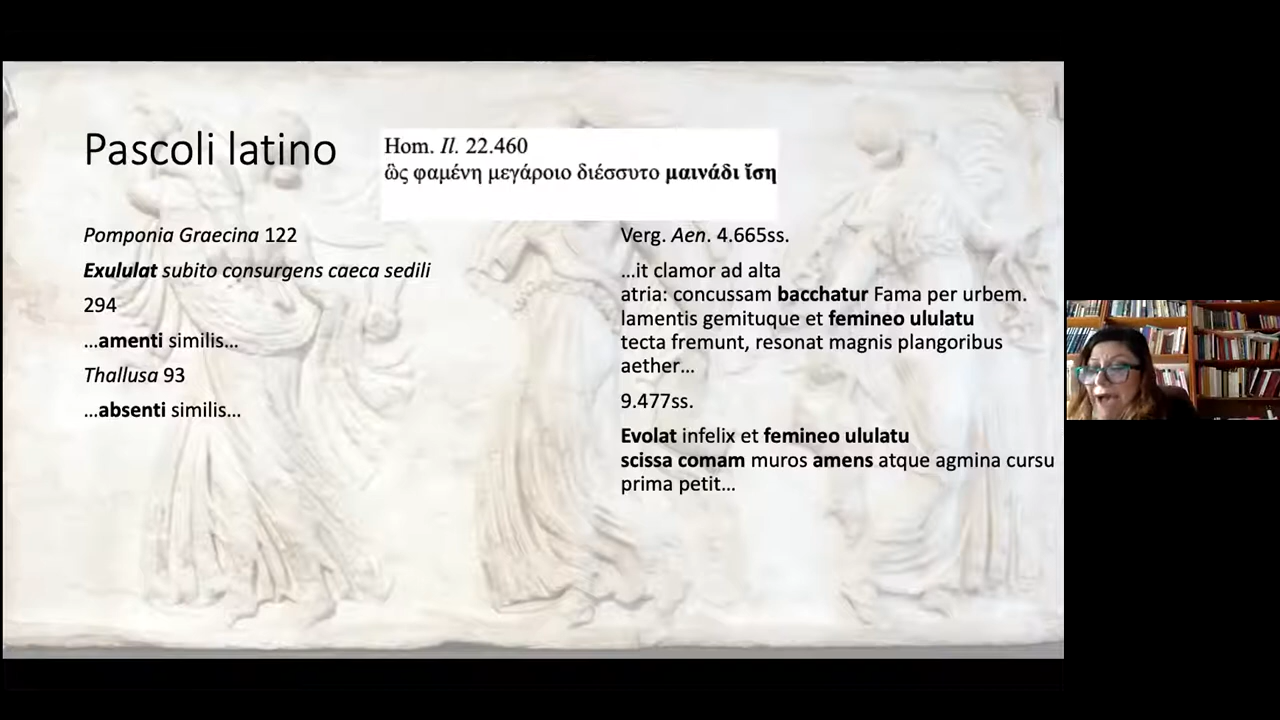 Pascoli latino
Hom. Il. 22.460
ὣς φαμένη μεγάροιο διέσσυτο μαινάδι ἴση
Pomponia Graecina 122
Exululat subito consurgens caeca sedili
294
…amenti similis…
Thallusa 93
…absenti similis…
Verg. Aen. 4.665ss.
…it clamor ad alta
atria: concussam bacchatur Fama per urbem.
lamentis gemituque et femineo ululatu
tecta fremunt, resonat magnis plangoribus
aether…
9.477ss.
Evolat infelix et femineo ululatu
scissa comam muros amens atque agmina cursu
prima petit…